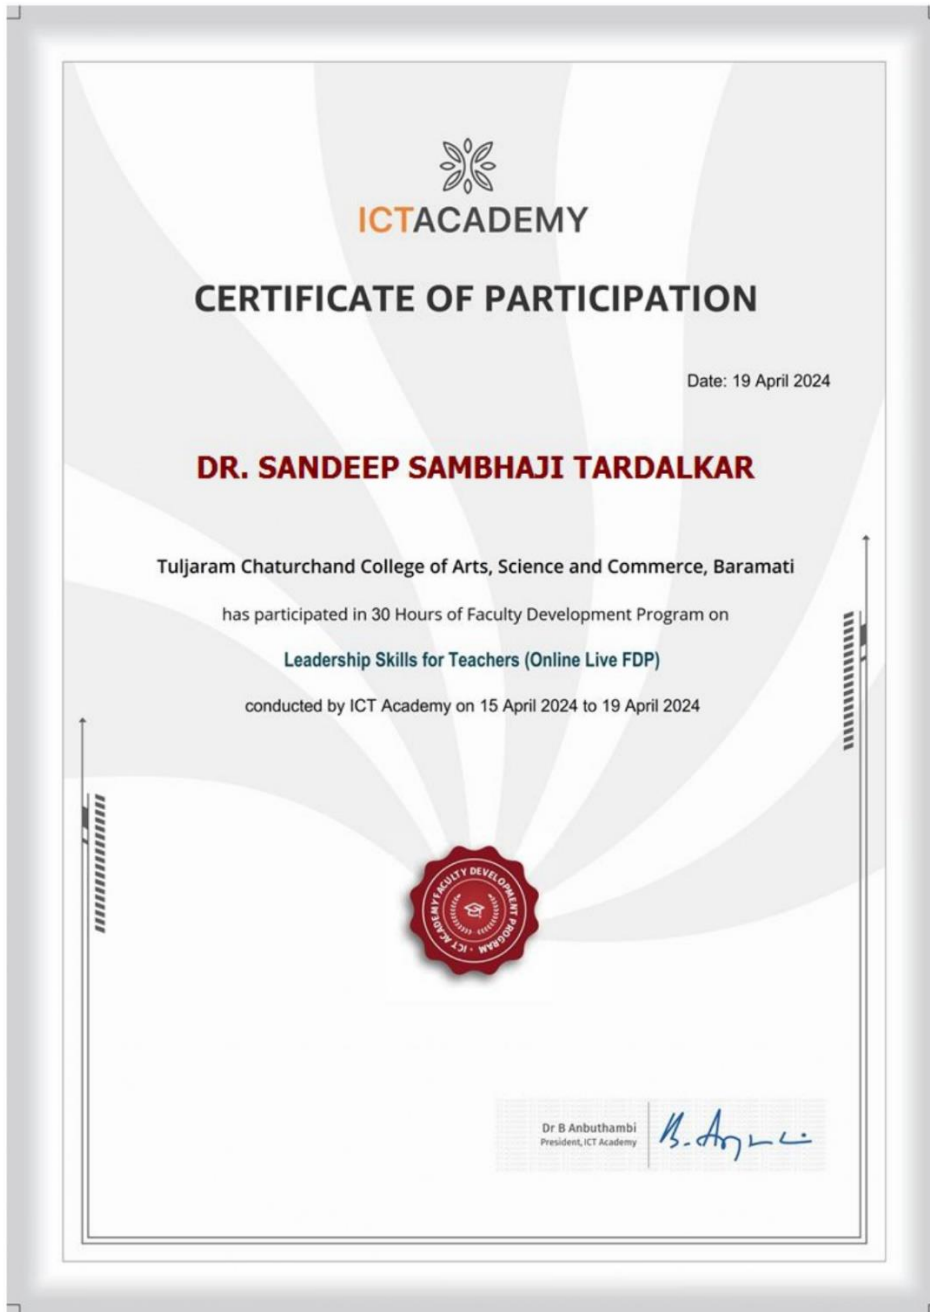 ICTACADEMY
CERTIFICATE OF PARTICIPATION
Date: 19 April 2024
DR. SANDEEP SAMBHAJI TARDALKAR
Tuljaram Chaturchand College of Arts, Science and Commerce, Baramati
has participated in 30 Hours of Faculty Development Program on
Leadership Skills for Teachers (Online Live FDP)
conducted by ICT Academy on 15 April 2024 to 19 April 2024
ICT ACADEMY FACULTY DEVELOPMENT PROGRAM
Dr B Anbuthambi
President, ICT Academy